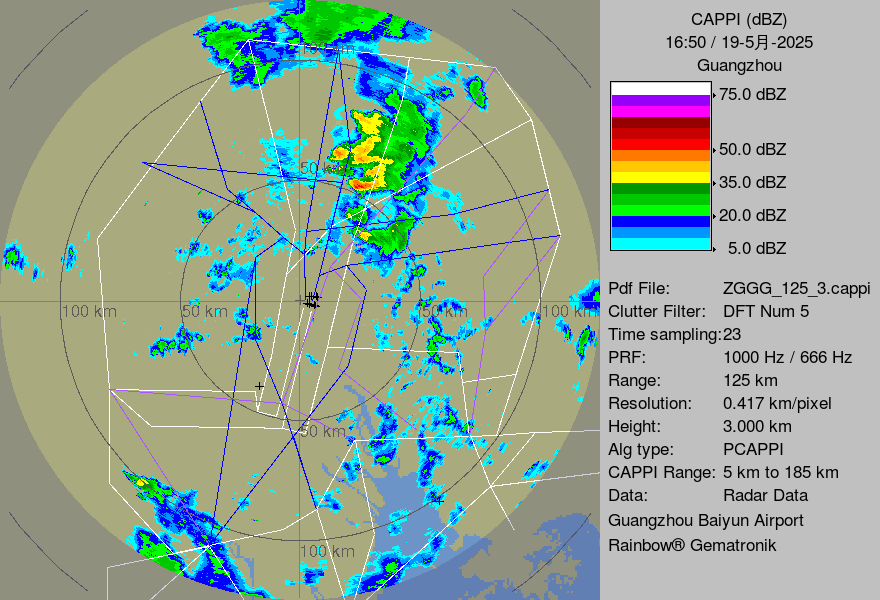 CAPPI (dBZ)
16:50 / 19-5月-2025
Guangzhou
75.0 dBZ
50.0 dBZ
35.0 dBZ
20.0 dBZ
5.0 dBZ
Pdf File: ZGGG_125_3.cappi
Clutter Filter: DFT Num 5
Time sampling:23
PRF: 1000 Hz / 666 Hz
Range: 125 km
Resolution: 0.417 km/pixel
Height: 3.000 km
Alg type: PCAPPI
CAPPI Range: 5 km to 185 km
Data: Radar Data
Guangzhou Baiyun Airport
Rainbow® Gematronik
50 km
100 km
50 km
50 km
100 km
50 km
100 km